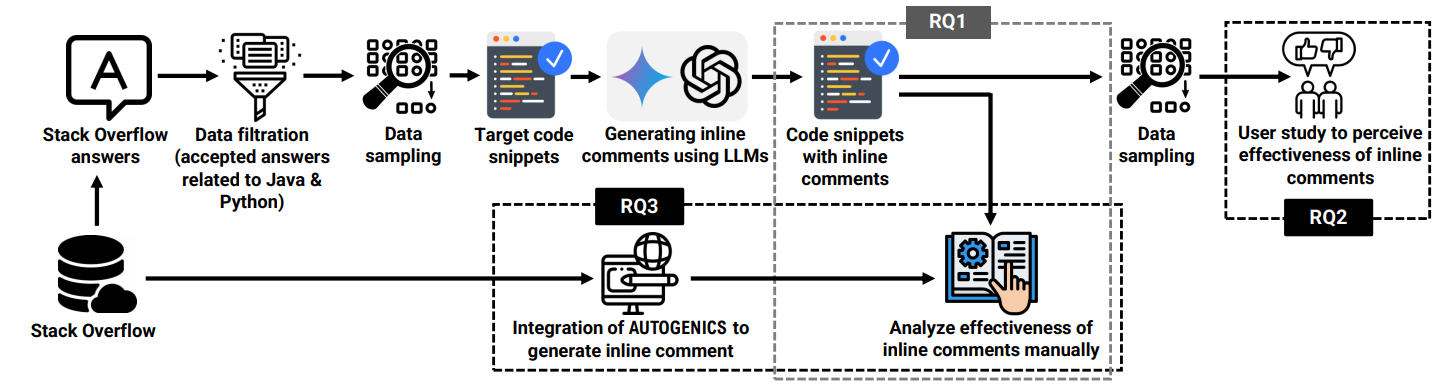 RQ1
Stack Overflow
answers
Data filtration
(accepted answers
related to Java &
Python)
Data
sampling
Target code
snippets
Generating inline
comments using LLMs
Code snippets
with inline
comments
Data
sampling
User study to perceive
effectiveness of inline
comments
RQ2
RQ3
Stack Overflow
Integration of AUTOGENICS to
generate inline comment
Analyze effectiveness of
inline comments manually